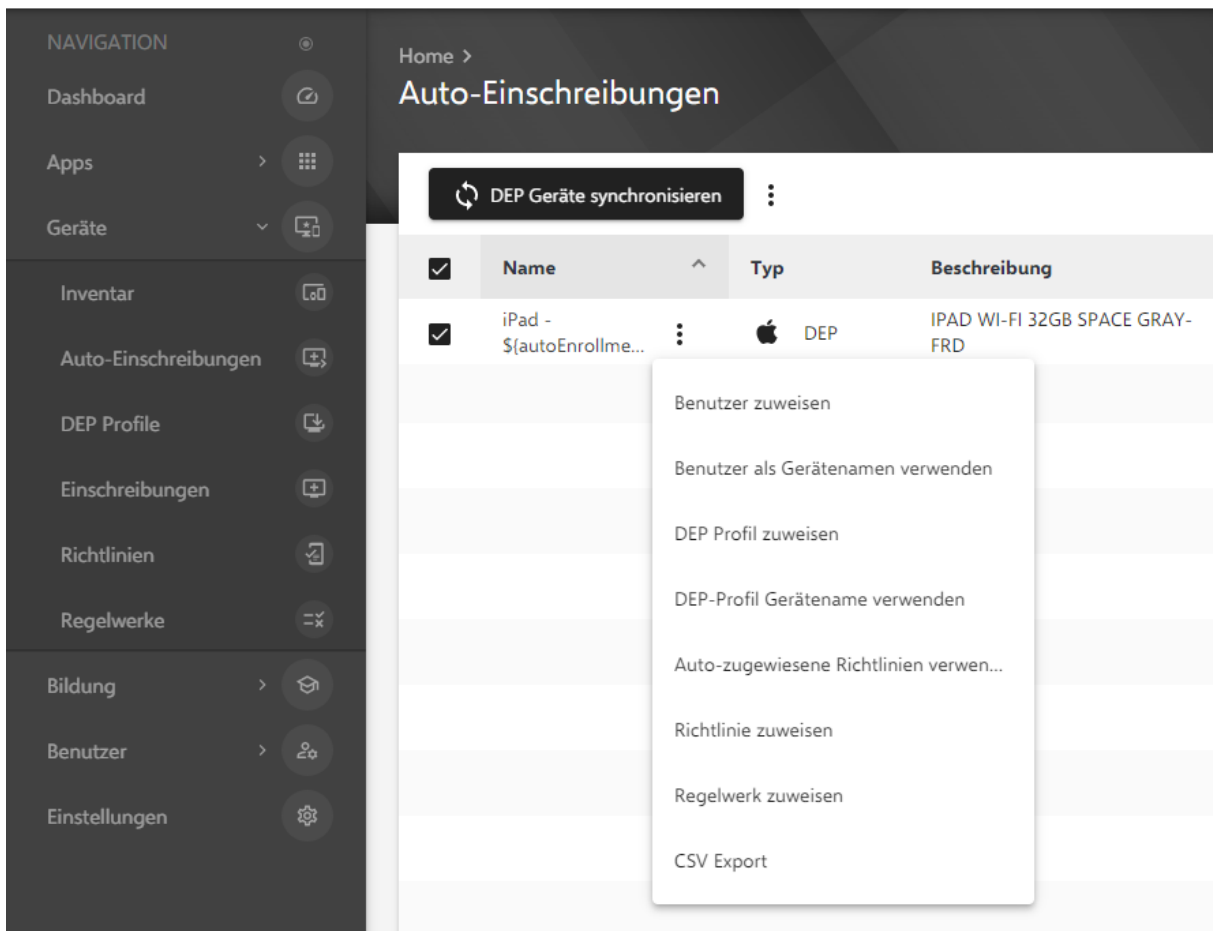 NAVIGATION
Dashboard
Apps
Geräte
Inventar
Auto-Einschreibungen
DEP Profile
Einschreibungen
Richtlinien
Regelwerke
Bildung
Benutzer
Einstellungen
Home >
Auto-Einschreibungen
DEP Geräte synchronisieren
Name Typ Beschreibung
iPad - DEP IPAD WI-FI 32GB SPACE GRAY-
${autoEnrollme... FRD
Benutzer zuweisen
Benutzer als Gerätenamen verwenden
DEP Profil zuweisen
DEP-Profil Gerätename verwenden
Auto-zugewiesene Richtlinien verwen...
Richtlinie zuweisen
Regelwerk zuweisen
CSV Export